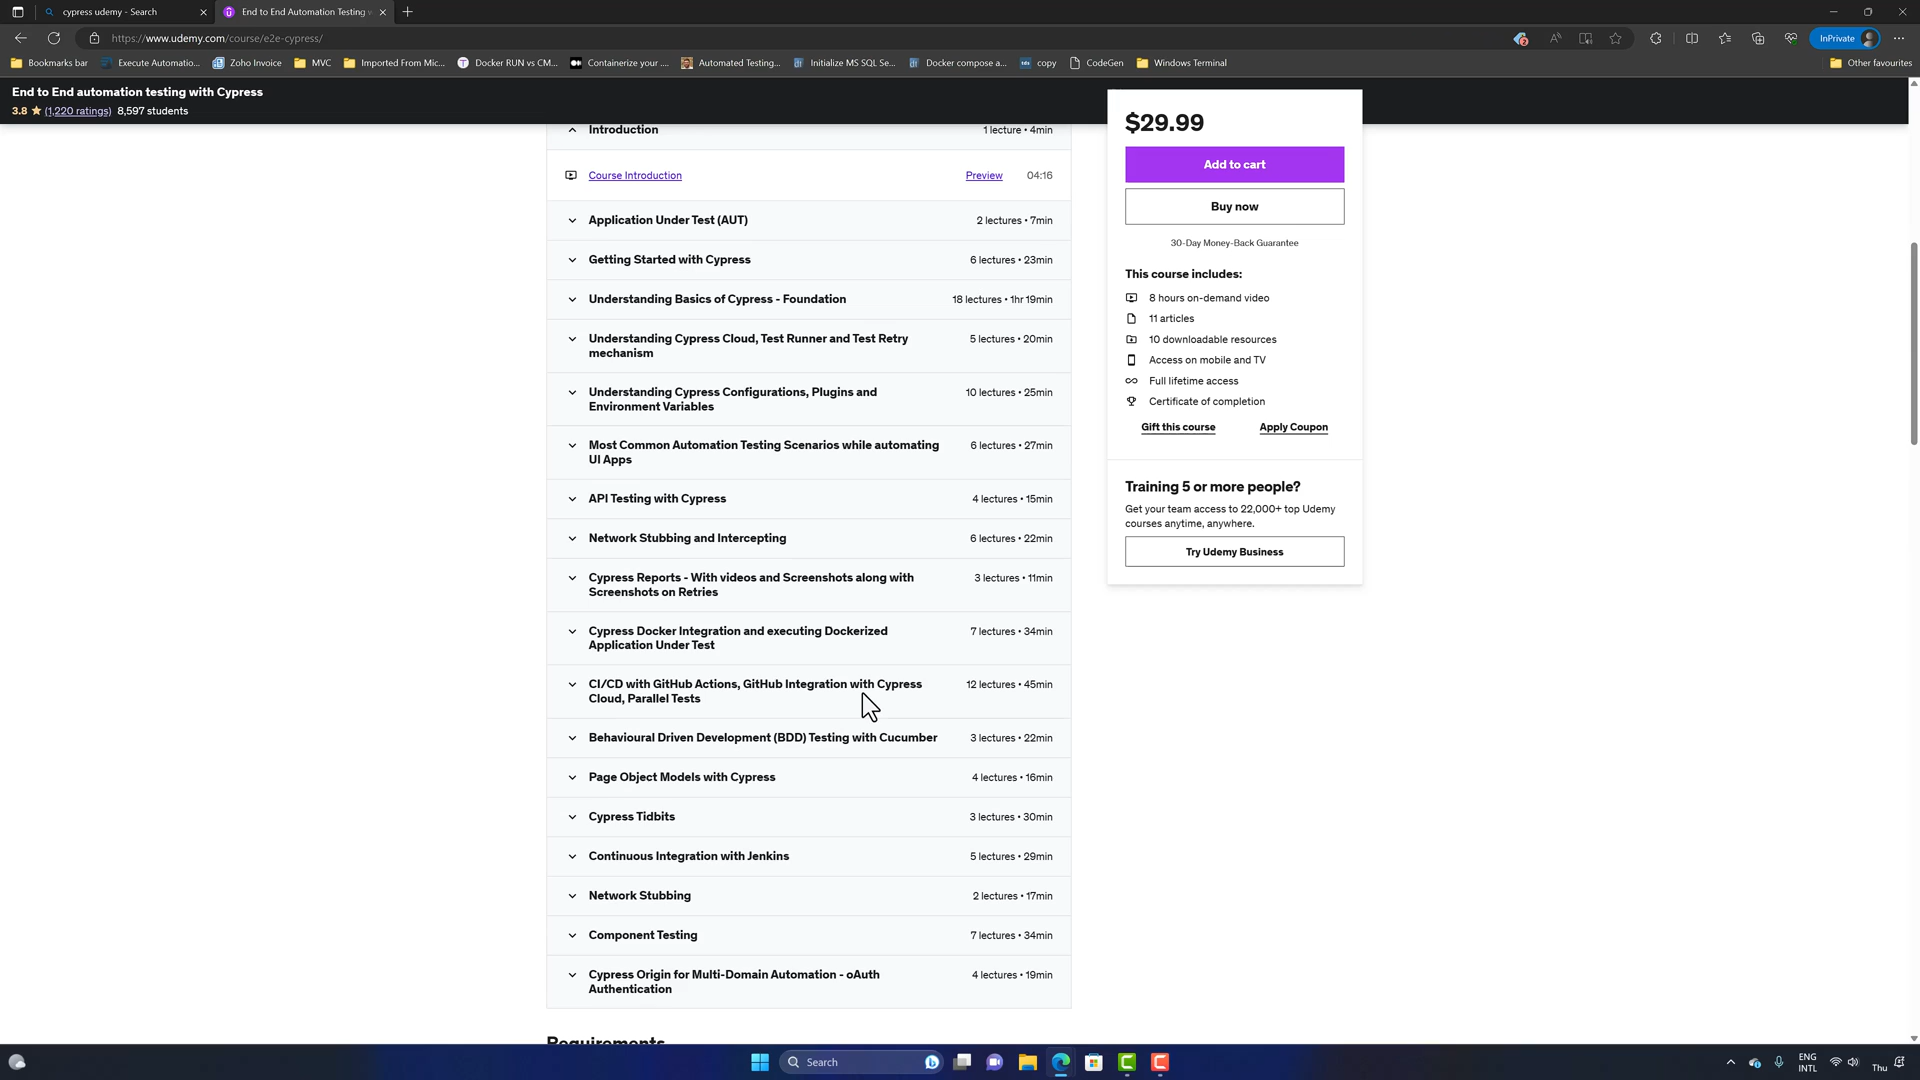 cypress udemy - Search
End to End Automation Testing w
https://www.udemy.com/course/e2e-cypress/
2
InPrivate
Bookmarks bar
Execute Automatio...
Zoho Invoice
MVC
Imported From Mic...
Docker RUN vs CM...
Containerize your ....
Automated Testing...
Initialize MS SQL Se...
Docker compose a...
copy
CodeGen
Windows Terminal
Other favourites
End to End automation testing with Cypress
3.8 ★ (1,220 ratings) 8,597 students
Introduction
1 lecture • 4min
Course Introduction
Preview
04:16
Application Under Test (AUT)
2 lectures • 7min
Getting Started with Cypress
6 lectures • 23min
Understanding Basics of Cypress - Foundation
18 lectures • 1hr 19min
Understanding Cypress Cloud, Test Runner and Test Retry
mechanism
5 lectures • 20min
Understanding Cypress Configurations, Plugins and
Environment Variables
10 lectures • 25min
Most Common Automation Testing Scenarios while automating
UI Apps
6 lectures • 27min
API Testing with Cypress
4 lectures • 15min
Network Stubbing and Intercepting
6 lectures • 22min
Cypress Reports - With videos and Screenshots along with
Screenshots on Retries
3 lectures • 11min
Cypress Docker Integration and executing Dockerized
Application Under Test
7 lectures • 34min
CI/CD with GitHub Actions, GitHub Integration with Cypress
Cloud, Parallel Tests
12 lectures • 45min
Behavioural Driven Development (BDD) Testing with Cucumber
3 lectures • 22min
Page Object Models with Cypress
4 lectures • 16min
Cypress Tidbits
3 lectures • 30min
Continuous Integration with Jenkins
5 lectures • 29min
Network Stubbing
2 lectures • 17min
Component Testing
7 lectures • 34min
Cypress Origin for Multi-Domain Automation - oAuth
Authentication
4 lectures • 19min
Requirements
$29.99
Add to cart
Buy now
30-Day Money-Back Guarantee
This course includes:
8 hours on-demand video
11 articles
10 downloadable resources
Access on mobile and TV
Full lifetime access
Certificate of completion
Gift this course
Apply Coupon
Training 5 or more people?
Get your team access to 22,000+ top Udemy
courses anytime, anywhere.
Try Udemy Business
Search
ENG
INTL
Thu